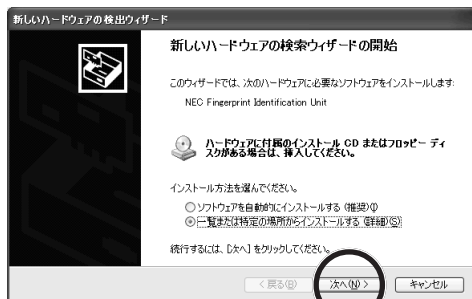 新しいハードウェアの検出ウィザード
新しいハードウェアの検索ウィザードの開始
このウィザードでは、次のハードウェアに必要なソフトウェアをインストールします:
NEC Fingerprint Identification Unit
ハードウェアに付属のインストール CD またはフロッピー ディ
スクがある場合は、挿入してください。
インストール方法を選んでください。
ソフトウェアを自動的にインストールする (推奨)(I)
一覧または特定の場所からインストールする (詳細)(S)
続行するには、[次へ] をクリックしてください。
< 戻る(B)
次へ(N) >
キャンセル